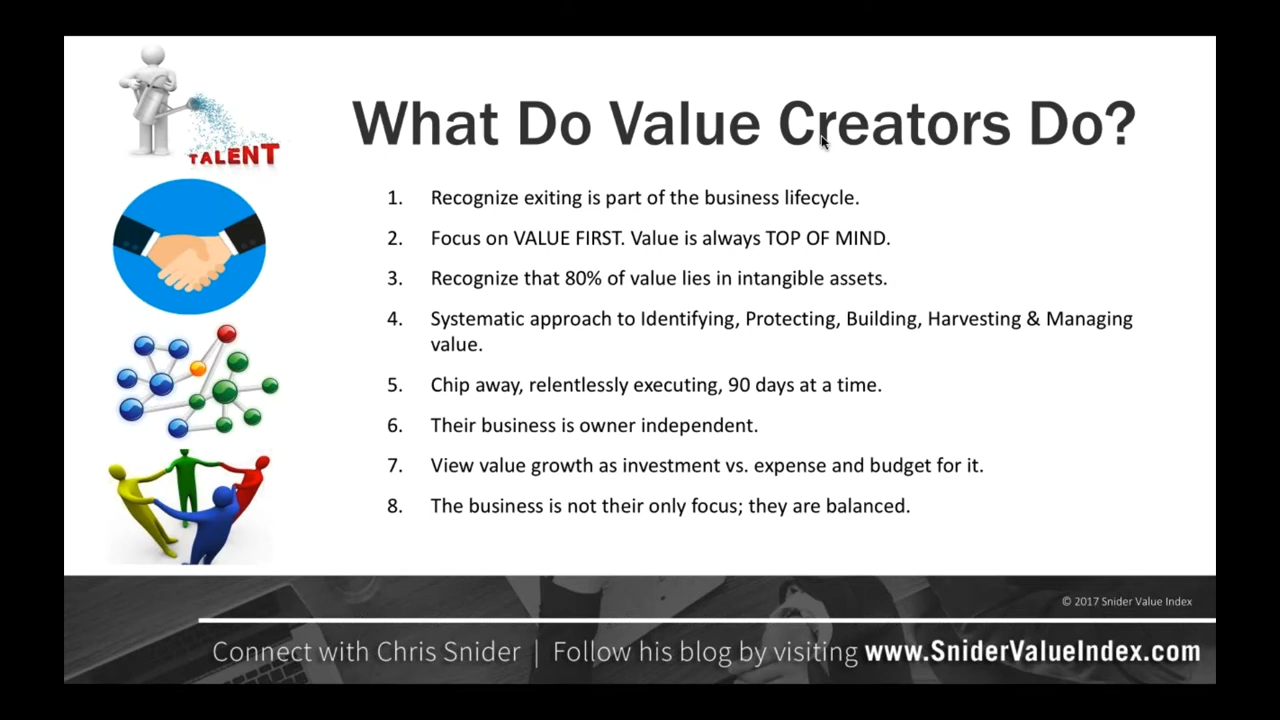 TALENT
What Do Value Creators Do?
1. Recognize exiting is part of the business lifecycle.
2. Focus on VALUE FIRST. Value is always TOP OF MIND.
3. Recognize that 80% of value lies in intangible assets.
4. Systematic approach to Identifying, Protecting, Building, Harvesting & Managing
value.
5. Chip away, relentlessly executing, 90 days at a time.
6. Their business is owner independent.
7. View value growth as investment vs. expense and budget for it.
8. The business is not their only focus; they are balanced.
© 2017 Snider Value Index
Connect with Chris Snider | Follow his blog by visiting www.SniderValueIndex.com